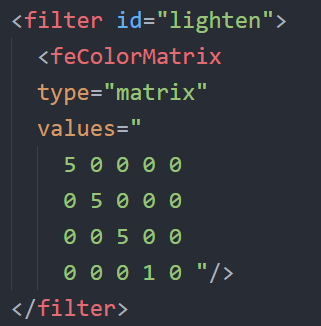 <filter id="lighten">
<feColorMatrix
type="matrix"
values="
5 0 0 0 0
0 5 0 0 0
0 0 5 0 0
0 0 0 1 0 "/>
</filter>